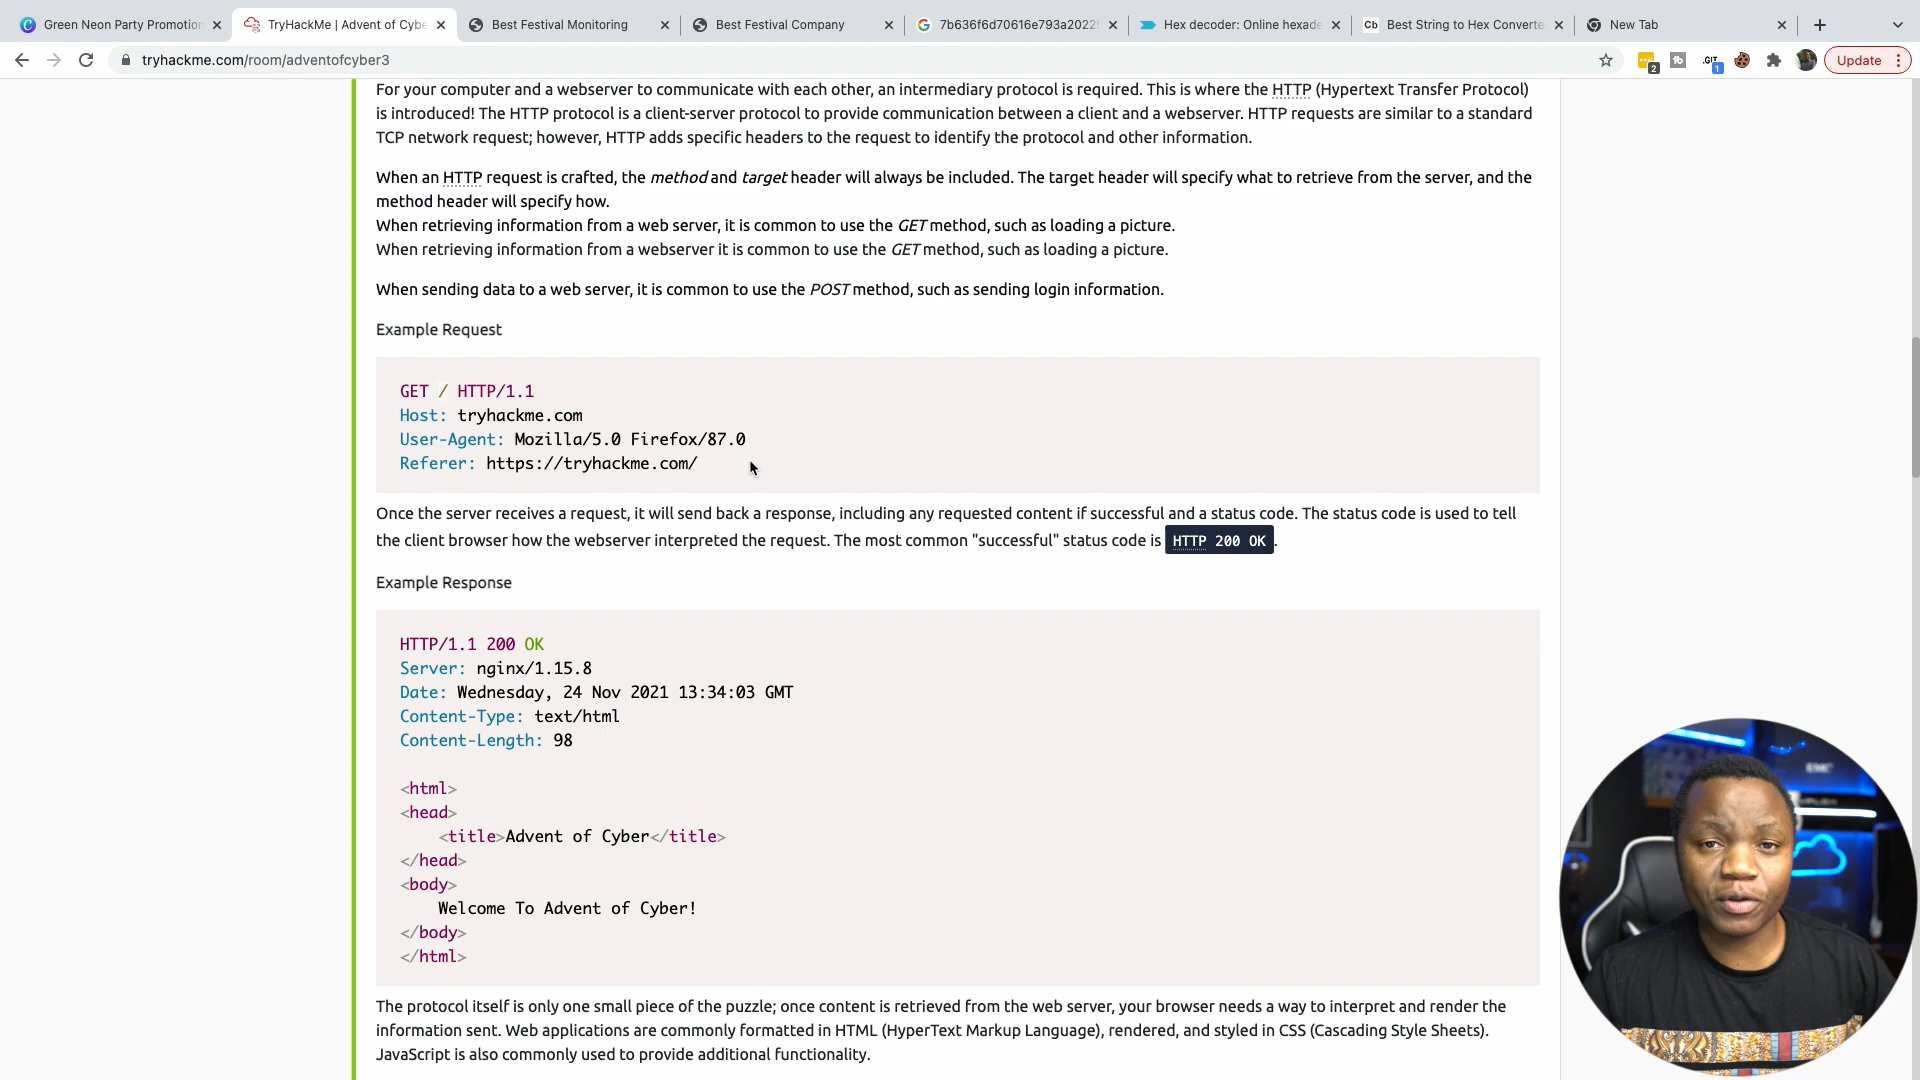 Green Neon Party Promotion
TryHackMe | Advent of Cybe
Best Festival Monitoring
Best Festival Company
7b636f6d70616e793a2022
Hex decoder: Online hexade
Cb Best String to Hex Converte
New Tab
tryhackme.com/room/adventofcyber3
2
.GIT
1
Update
For your computer and a webserver to communicate with each other, an intermediary protocol is required. This is where the HTTP (Hypertext Transfer Protocol)
is introduced! The HTTP protocol is a client-server protocol to provide communication between a client and a webserver. HTTP requests are similar to a standard
TCP network request; however, HTTP adds specific headers to the request to identify the protocol and other information.
When an HTTP request is crafted, the method and target header will always be included. The target header will specify what to retrieve from the server, and the
method header will specify how.
When retrieving information from a web server, it is common to use the GET method, such as loading a picture.
When retrieving information from a webserver it is common to use the GET method, such as loading a picture.
When sending data to a web server, it is common to use the POST method, such as sending login information.
Example Request
GET / HTTP/1.1
Host: tryhackme.com
User-Agent: Mozilla/5.0 Firefox/87.0
Referer: https://tryhackme.com/
Once the server receives a request, it will send back a response, including any requested content if successful and a status code. The status code is used to tell
the client browser how the webserver interpreted the request. The most common "successful" status code is HTTP 200 OK.
Example Response
HTTP/1.1 200 OK
Server: nginx/1.15.8
Date: Wednesday, 24 Nov 2021 13:34:03 GMT
Content-Type: text/html
Content-Length: 98
<html>
<head>
<title>Advent of Cyber</title>
</head>
<body>
Welcome To Advent of Cyber!
</body>
</html>
The protocol itself is only one small piece of the puzzle; once content is retrieved from the web server, your browser needs a way to interpret and render the
information sent. Web applications are commonly formatted in HTML (HyperText Markup Language), rendered, and styled in CSS (Cascading Style Sheets).
JavaScript is also commonly used to provide additional functionality.